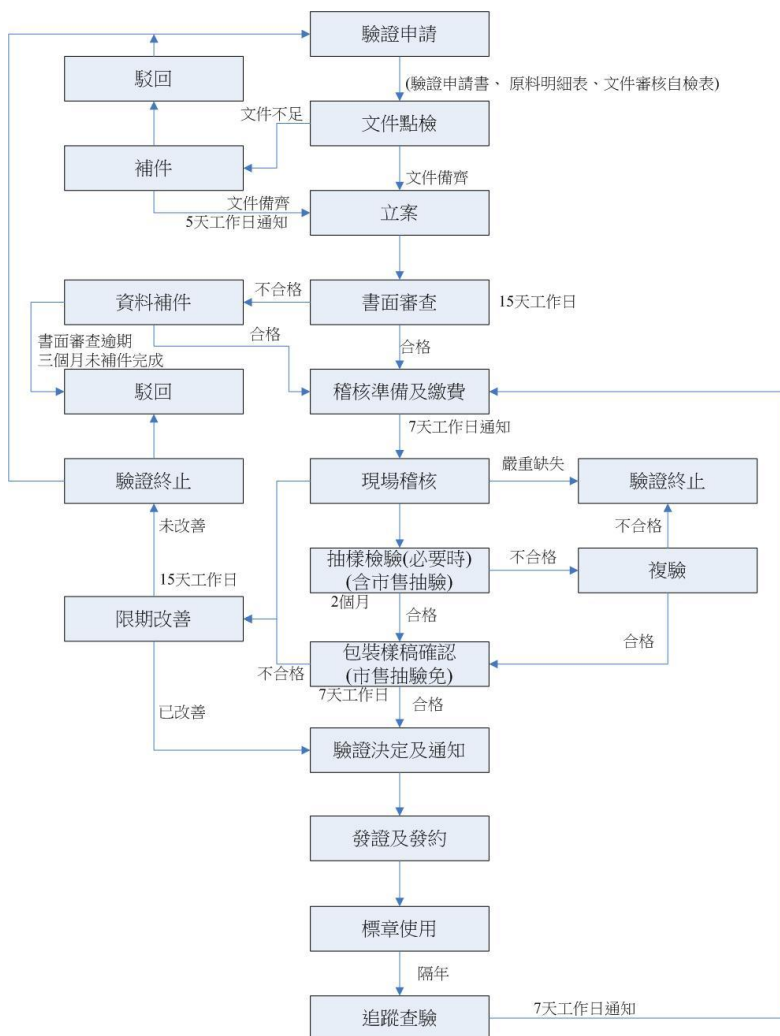 驗證申請
駁回
(驗證申請書、 原料明細表、文件審核自檢表)
文件不足
文件點檢
補件
文件備齊
文件備齊
5天工作日通知
立案
資料補件
不合格
書面審查
15天工作日
合格
合格
書面審查逾期
三個月未補件完成
駁回
稽核準備及繳費
7天工作日通知
驗證終止
現場稽核
嚴重缺失
驗證終止
未改善
不合格
抽樣檢驗(必要時)
(含市售抽驗)
不合格
複驗
15天工作日
2個月
合格
限期改善
合格
不合格
包裝樣稿確認
(市售抽驗免)
7天工作日
合格
已改善
驗證決定及通知
發證及發約
標章使用
隔年
追蹤查驗
7天工作日通知